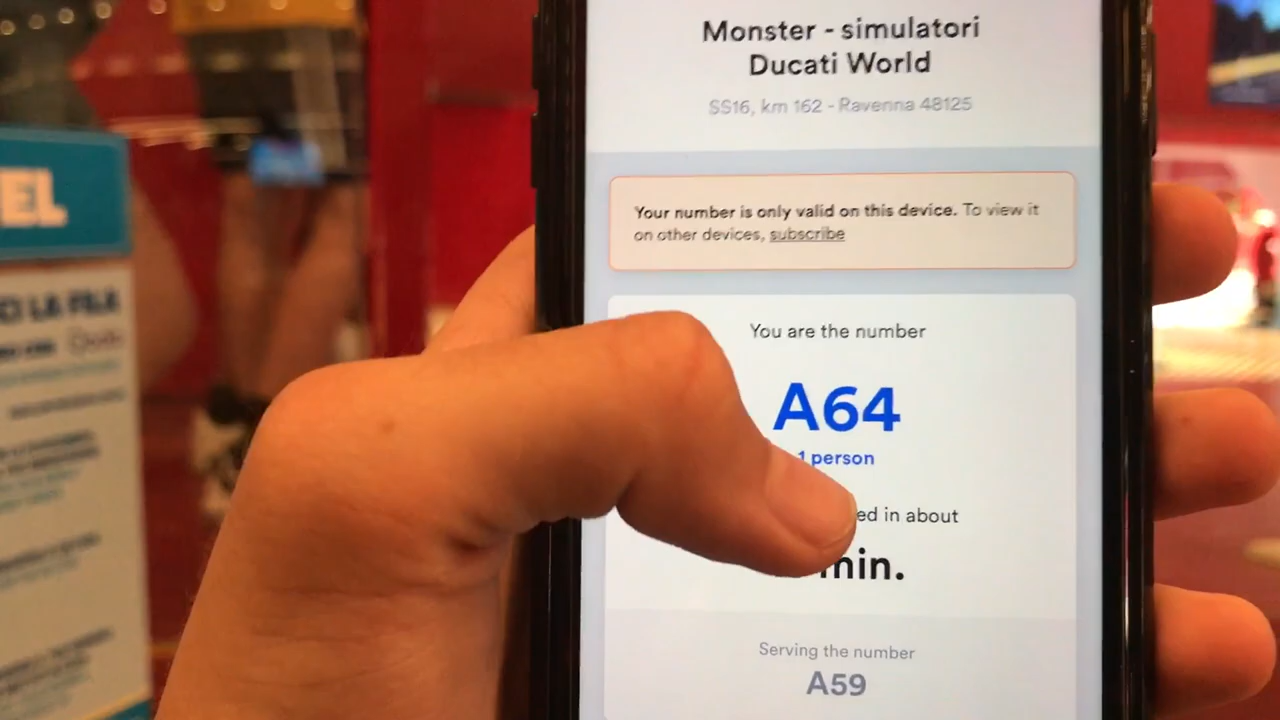 Monster - simulatori
Ducati World
SS16, km 162 - Ravenna 48125
Your number is only valid on this device. To view it
on other devices, subscribe
You are the number
A64
1 person
ed in about
min.
Serving the number
A59
EL
LA FILA